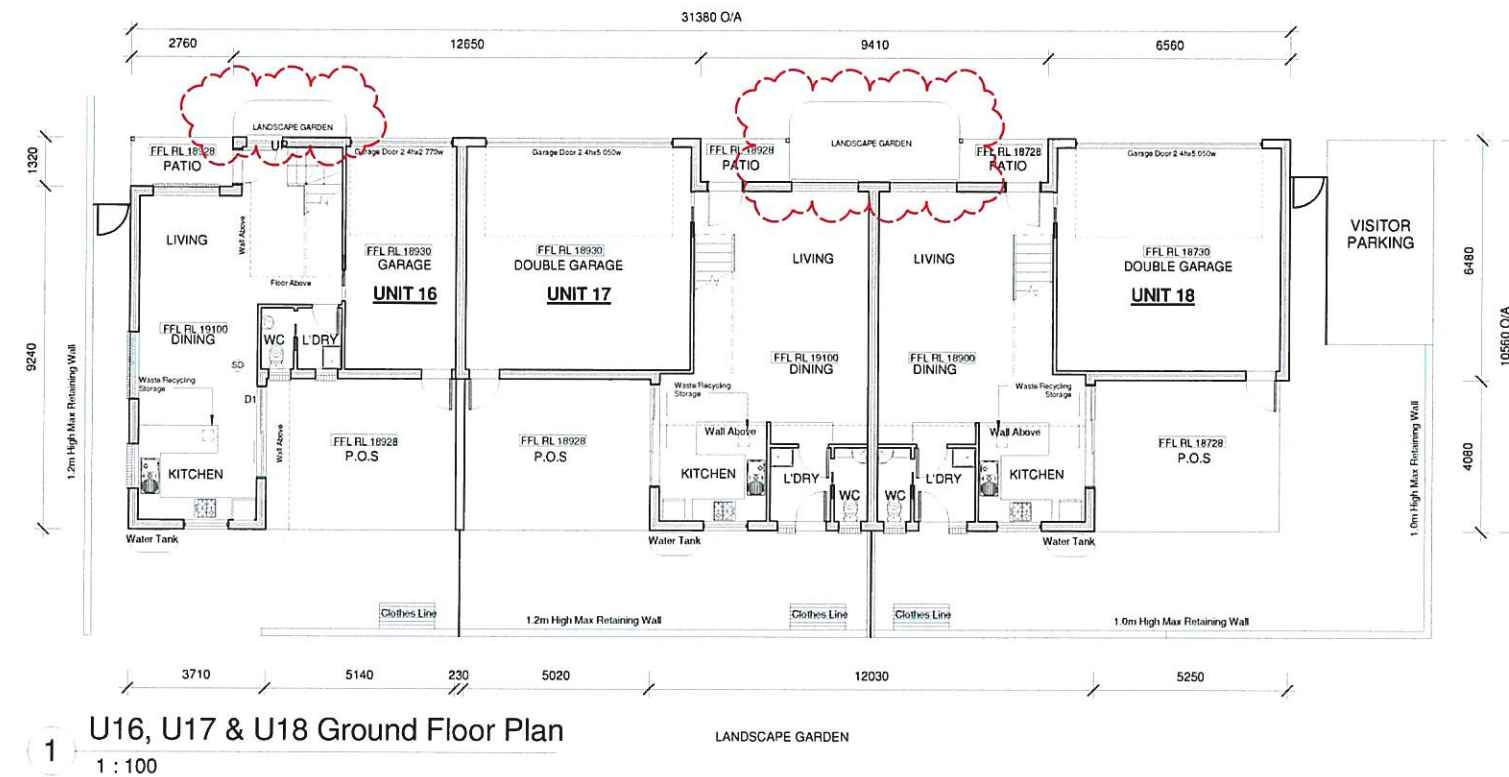 31380 O/A
2760
12650
9410
6560
LANDSCAPE GARDEN
UP
Garage Door 2.4hx2.770w
Garage Door 2.4hx5.050w
LANDSCAPE GARDEN
Garage Door 2.4hx5.050w
1320
FFL RL 18928
PATIO
FFL RL 18928
PATIO
FFL RL 18728
PATIO
VISITOR
PARKING
LIVING
Wall Above
FFL RL 18930
GARAGE
UNIT 16
FFL RL 18930
DOUBLE GARAGE
UNIT 17
LIVING
LIVING
FFL RL 18730
DOUBLE GARAGE
UNIT 18
6480
10560 O/A
Floor Above
9240
1.2m High Max Retaining Wall
FFL RL 19100
DINING
WC
L'DRY
SD
FFL RL 19100
DINING
FFL RL 18900
DINING
Waste/Recycling
Storage
D1
Waste/Recycling
Storage
Waste/Recycling
Storage
Wall Above
FFL RL 18928
P.O.S
FFL RL 18928
P.O.S
Wall Above
Wall Above
FFL RL 18728
P.O.S
4080
1.0m High Max Retaining Wall
KITCHEN
KITCHEN
L'DRY
WC
WC
L'DRY
KITCHEN
Water Tank
Water Tank
Water Tank
Clothes Line
1.2m High Max Retaining Wall
Clothes Line
Clothes Line
1.0m High Max Retaining Wall
3710
5140
230
5020
12030
5250
1
U16, U17 & U18 Ground Floor Plan
1 : 100
LANDSCAPE GARDEN